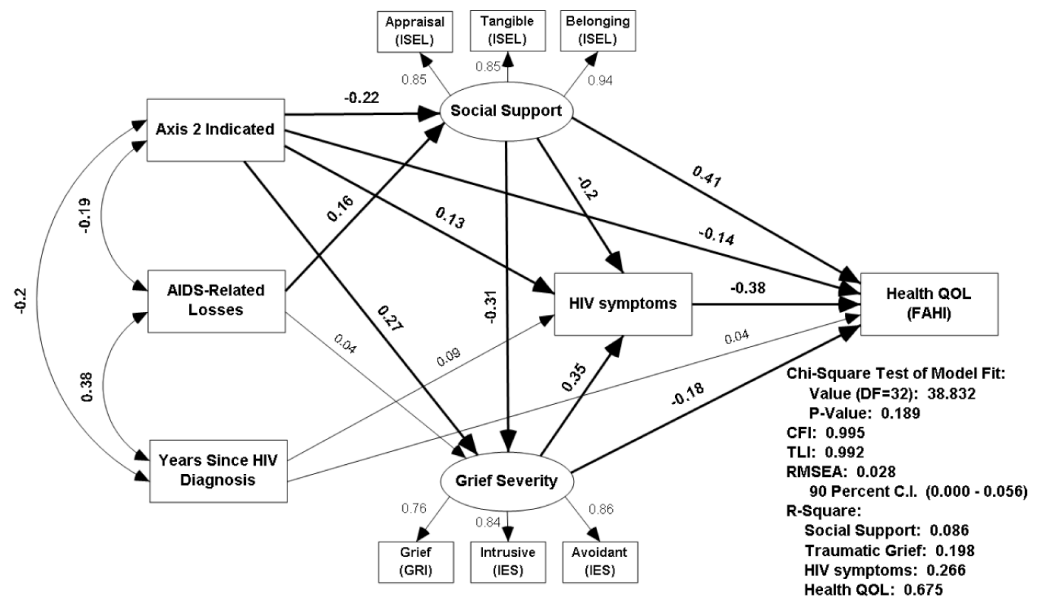 Appraisal
(ISEL)
Tangible
(ISEL)
Belonging
(ISEL)
0.85
0.85
0.94
-0.22
Social Support
Axis 2 Indicated
0.41
-0.2
-0.19
0.16
0.13
-0.14
AIDS-Related
Losses
HIV symptoms
-0.38
Health QOL
(FAHI)
-0.2
-0.31
0.27
0.04
0.09
0.04
0.38
0.35
-0.18
Years Since HIV
Diagnosis
Grief Severity
0.76
0.84
0.86
Grief
(GRI)
Intrusive
(IES)
Avoidant
(IES)
Chi-Square Test of Model Fit:
Value (DF=32): 38.832
P-Value: 0.189
CFI: 0.995
TLI: 0.992
RMSEA: 0.028
90 Percent C.I. (0.000 - 0.056)
R-Square:
Social Support: 0.086
Traumatic Grief: 0.198
HIV symptoms: 0.266
Health QOL: 0.675